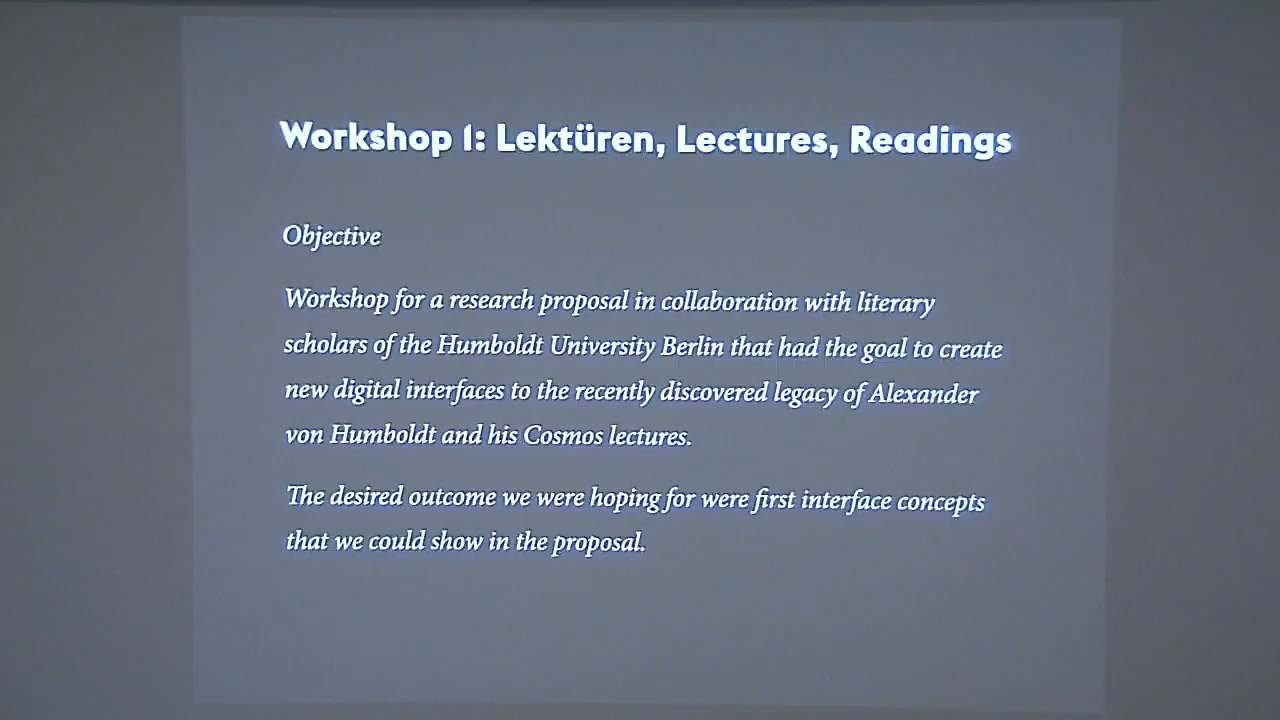 Workshop 1: Lektüren, Lectures, Readings
Objective
Workshop for a research proposal in collaboration with literary
scholars of the Humboldt University Berlin that had the goal to create
new digital interfaces to the recently discovered legacy of Alexander
von Humboldt and his Cosmos lectures.
The desired outcome we were hoping for were first interface concepts
that we could show in the proposal.